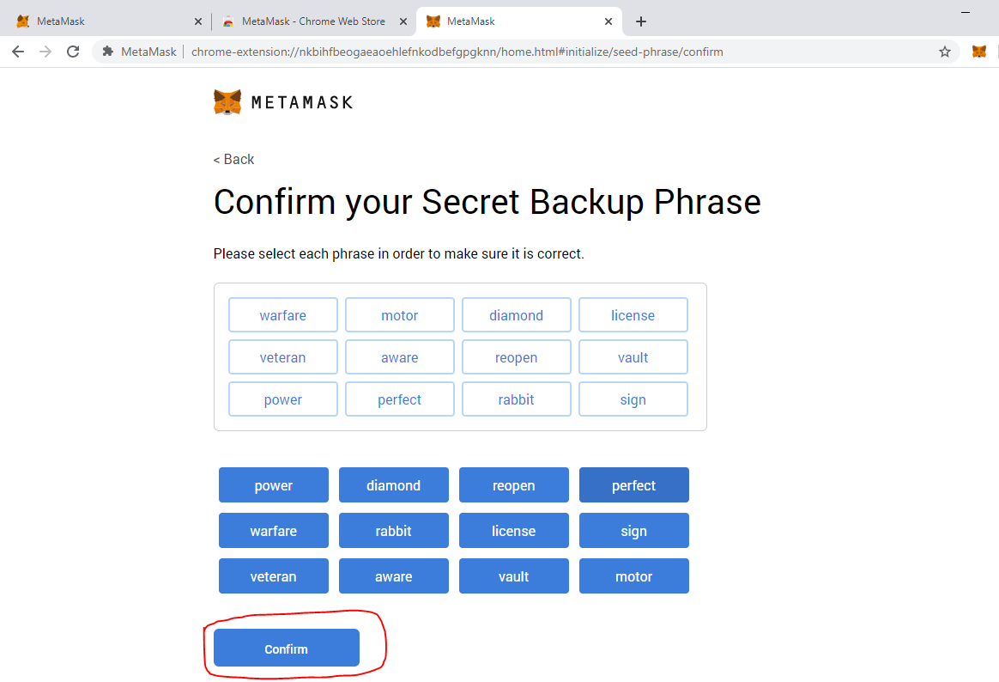 MetaMask
MetaMask - Chrome Web Store
MetaMask
MetaMask chrome-extension://nkbihfbeogaeaoehlefnkodbefgpgknn/home.html#initialize/seed-phrase/confirm
METAMASK
< Back
Confirm your Secret Backup Phrase
Please select each phrase in order to make sure it is correct.
warfare motor diamond license
veteran aware reopen vault
power perfect rabbit sign
power diamond reopen perfect
warfare rabbit license sign
veteran aware vault motor
Confirm